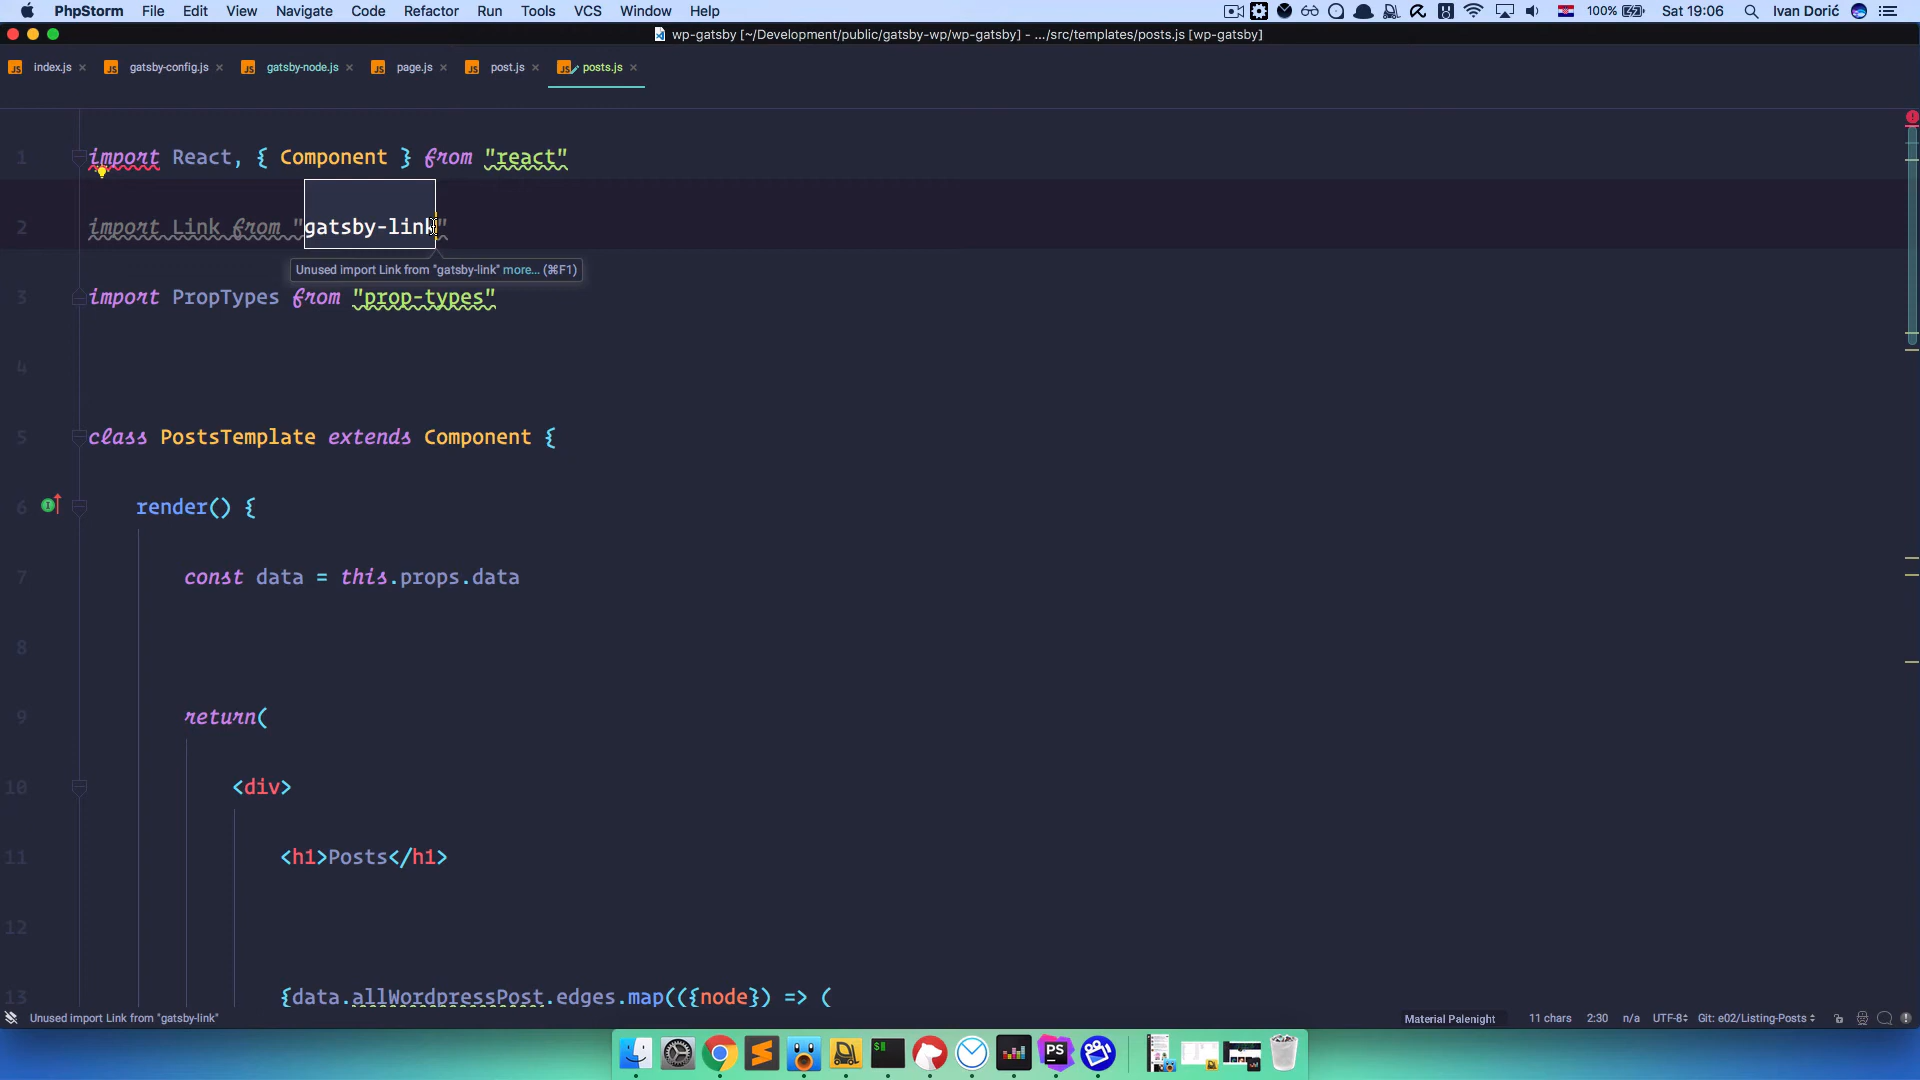 PhpStorm File Edit View Navigate Code Refactor Run Tools VCS Window Help 100% Sat 19:06 Ivan Dorić
wp-gatsby [~/Development/public/gatsby-wp/wp-gatsby] - .../src/templates/posts.js [wp-gatsby]
index.js gatsby-config.js gatsby-node.js page.js post.js posts.js
1 import React, { Component } from "react"
2 import Link from "gatsby-link"
Unused import Link from "gatsby-link" more... (⌘F1)
3 import PropTypes from "prop-types"
4
5 class PostsTemplate extends Component {
6 render() {
7 const data = this.props.data
8
9 return(
10 <div>
11 <h1>Posts</h1>
12
13 {data.allWordpressPost.edges.map(({node}) => (
Unused import Link from "gatsby-link" Material Palenight 11 chars 2:30 n/a UTF-8 Git: e02/Listing-Posts
PS